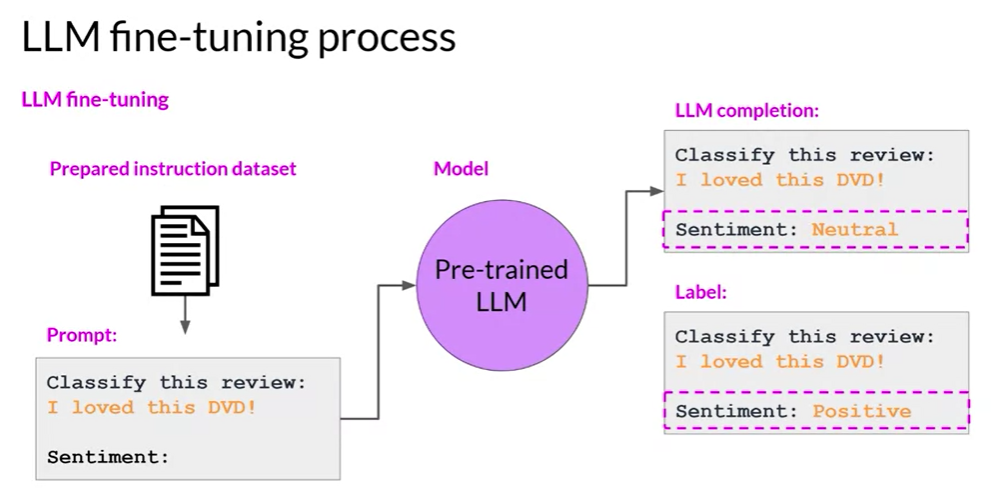 LLM fine-tuning process
LLM fine-tuning
Prepared instruction dataset
Prompt:
Classify this review:
I loved this DVD!
Sentiment:
Model
Pre-trained
LLM
LLM completion:
Classify this review:
I loved this DVD!
Sentiment: Neutral
Label:
Classify this review:
I loved this DVD!
Sentiment: Positive